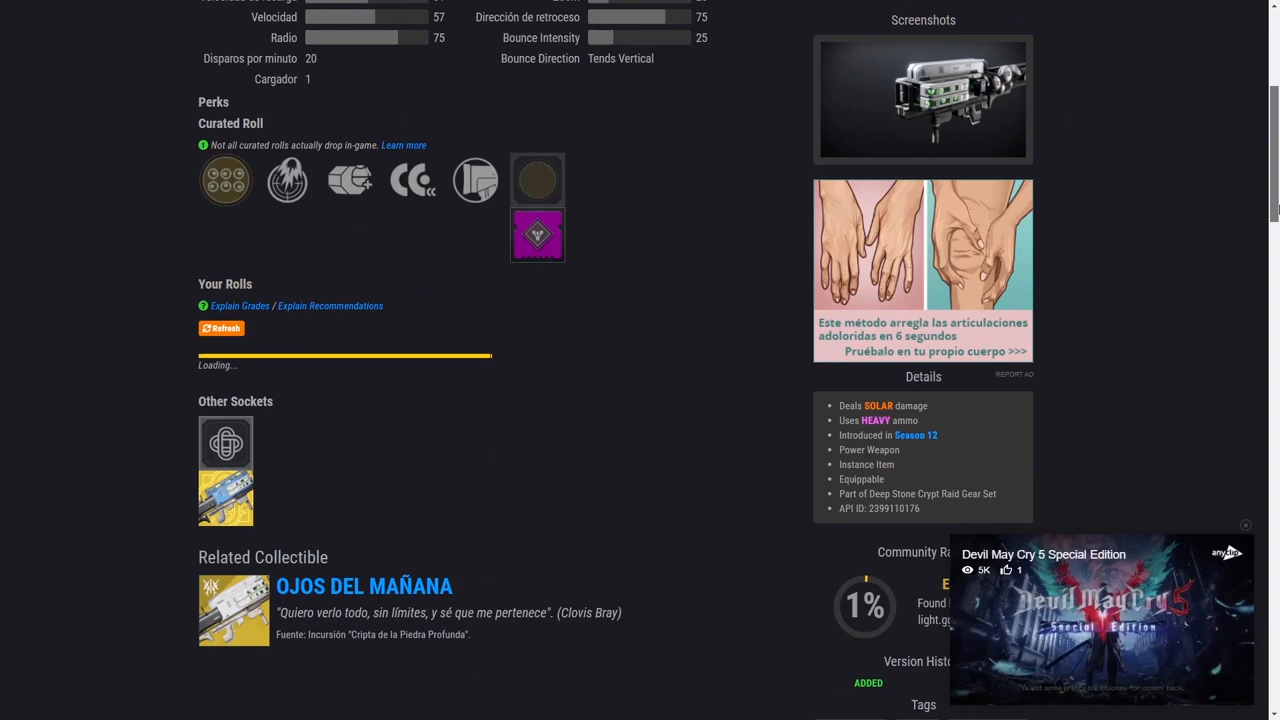 Velocidad 57
Radio 75
Disparos por minuto 20
Cargador 1
Dirección de retroceso 75
Bounce Intensity 25
Bounce Direction Tends Vertical
Perks
Curated Roll
Not all curated rolls actually drop in-game. Learn more
Your Rolls
Explain Grades / Explain Recommendations
Refresh
Loading...
Other Sockets
Related Collectible
OJOS DEL MAÑANA
"Quiero verlo todo, sin límites, y sé que me pertenece". (Clovis Bray)
Fuente: Incursión "Cripta de la Piedra Profunda".
Screenshots
Este método arregla las articulaciones
adoloridas en 6 segundos
Pruébalo en tu propio cuerpo >>>
REPORT AD
Details
Deals SOLAR damage
Uses HEAVY ammo
Introduced in Season 12
Power Weapon
Instance Item
Equippable
Part of Deep Stone Crypt Raid Gear Set
API ID: 2399110176
Community Ra
1%
E
Found
light.gg
Version Histo
ADDED
Tags
Devil May Cry 5 Special Edition
5K 1
anyclip
Devil May Cry 5
Special Edition